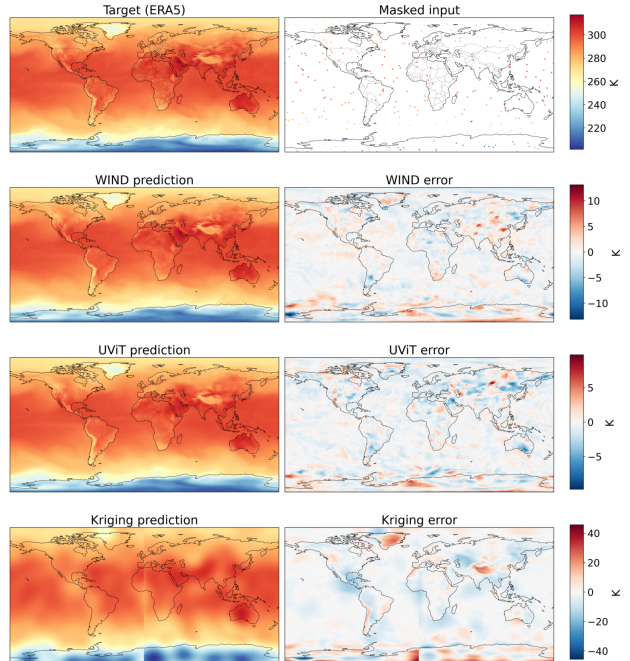 Target (ERA5)
Masked input
300
280
260
240
220
K
WIND prediction
WIND error
10
5
0
−5
−10
K
UViT prediction
UViT error
5
0
−5
K
Kriging prediction
Kriging error
40
20
0
−20
−40
K